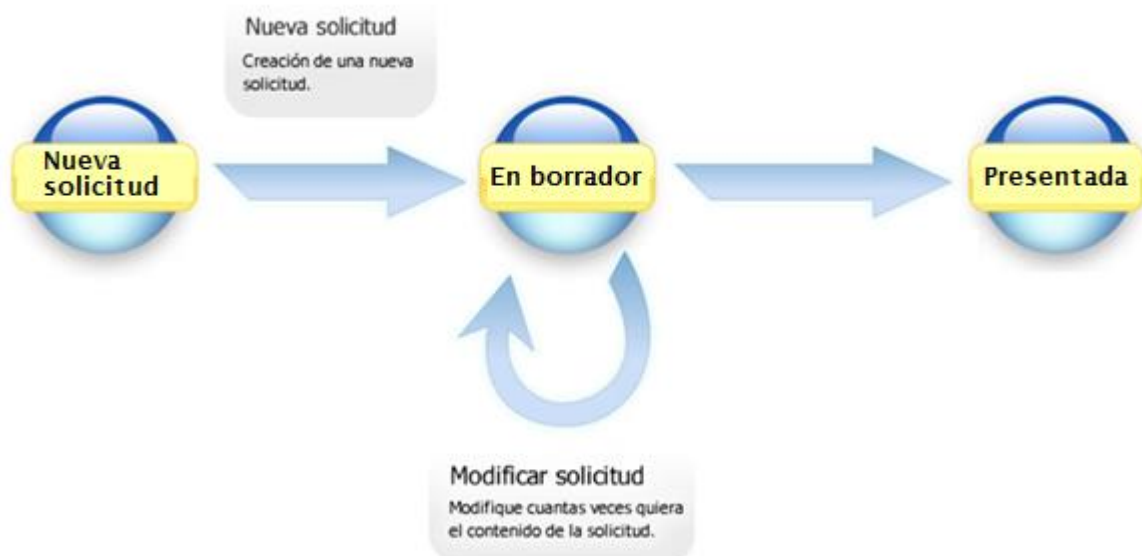 Nueva solicitud
Creación de una nueva
solicitud.
Nueva
solicitud
En borrador
Presentada
Modificar solicitud
Modifique cuantas veces quiera
el contenido de la solicitud.